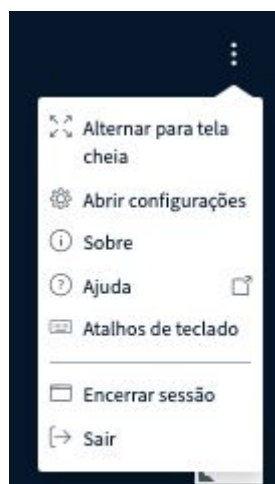 Alternar para tela
cheia
Abrir configurações
Sobre
Ajuda
Atalhos de teclado
Encerrar sessão
Sair